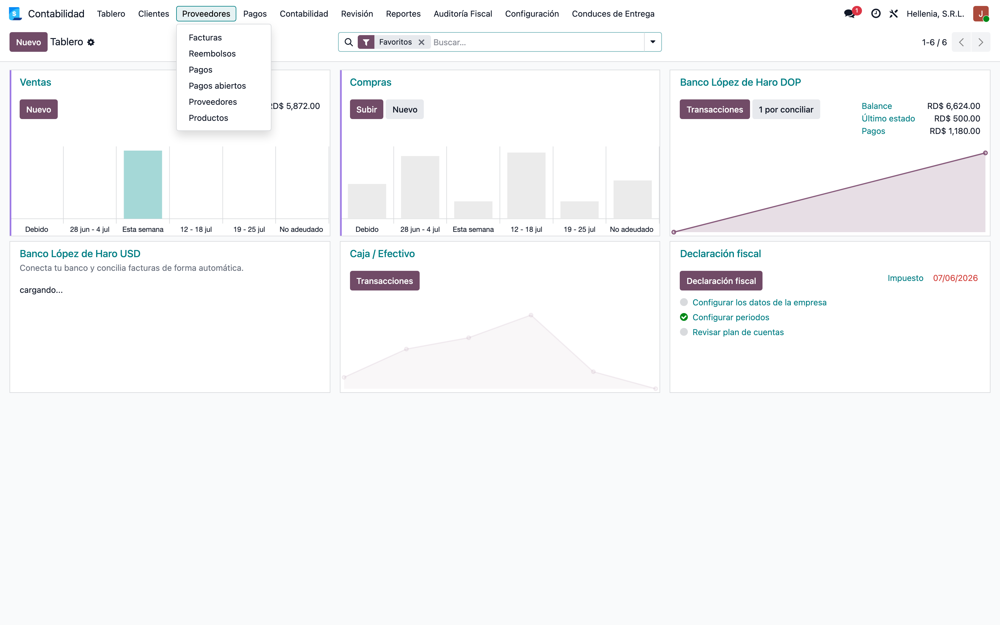 Contabilidad Tablero Clientes Proveedores Pagos Contabilidad Revisión Reportes Auditoría Fiscal Configuración Conduces de Entrega 1 Hellenia, S.R.L. J
Nuevo Tablero Favoritos Buscar... 1-6 / 6
Facturas
Reembolsos
Pagos
Pagos abiertos
Proveedores
Productos
Ventas
Nuevo RD$ 5,872.00
Debido 28 jun - 4 jul Esta semana 12 - 18 jul 19 - 25 jul No adeudado
Compras
Subir Nuevo
Debido 28 jun - 4 jul Esta semana 12 - 18 jul 19 - 25 jul No adeudado
Banco López de Haro DOP
Transacciones 1 por conciliar
Balance RD$ 6,624.00
Último estado RD$ 500.00
Pagos RD$ 1,180.00
Banco López de Haro USD
Conecta tu banco y concilia facturas de forma automática.
cargando...
Caja / Efectivo
Transacciones
Declaración fiscal
Declaración fiscal
Impuesto 07/06/2026
Configurar los datos de la empresa
Configurar periodos
Revisar plan de cuentas